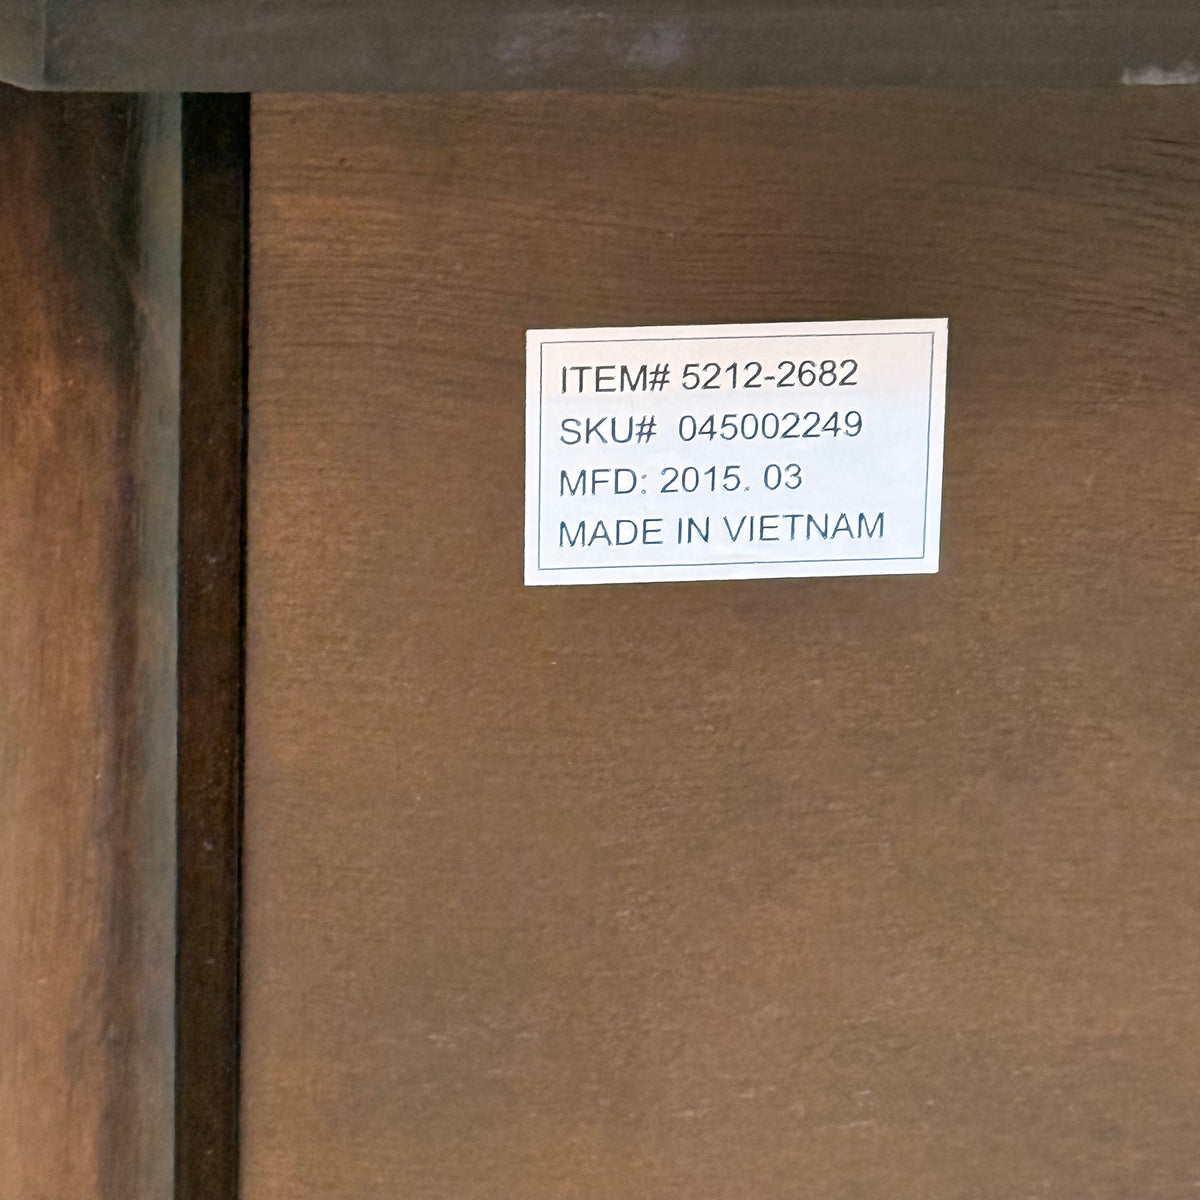 ITEM# 5212-2682
SKU# 045002249
MFD: 2015. 03
MADE IN VIETNAM